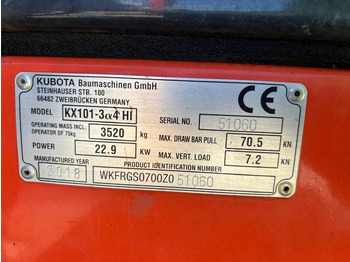 KUBOTA Baumaschinen GmbH
STEINHAUSER STR. 100
66482 ZWEIBRÜCKEN GERMANY
CE
MODEL KX101-3α4 HI SERIAL NO. 51060
OPERATING MASS INCL. OPERATOR OF 75kg 3520 kg MAX. DRAW BAR PULL 70.5 KN
POWER 22.9 KW MAX. VERT. LOAD 7.2 KN
MANUFACTURED YEAR PRODUCT IDENTIFICATION NUMBER
2018 WKFRGS0700Z051060